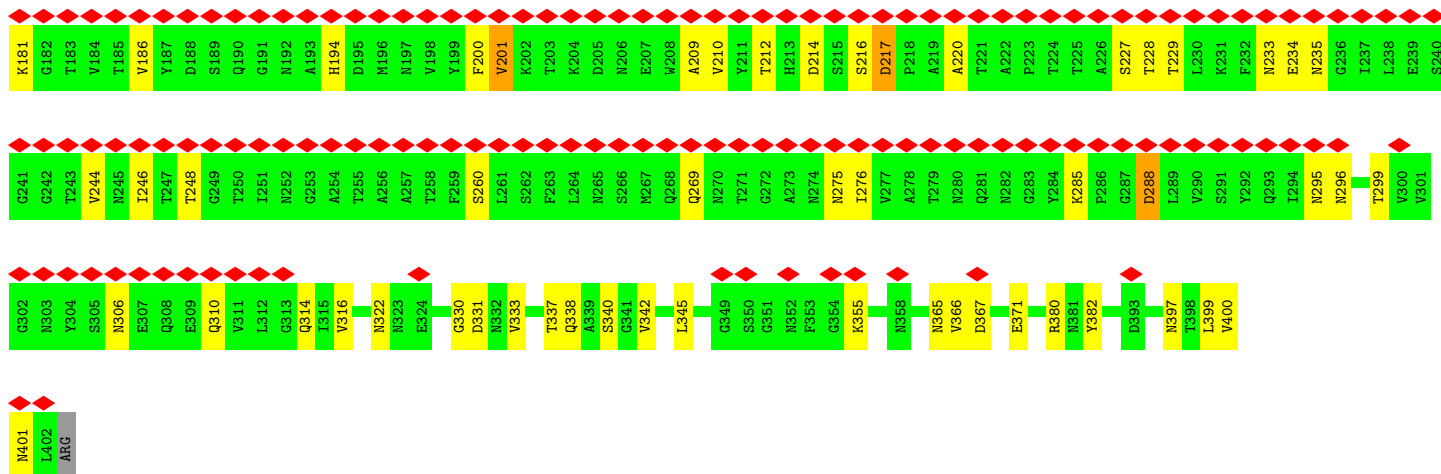 K181 G182 T183 V184 T185 V186 Y187 D188 S189 Q190 G191 N192 A193 H194 D195 M196 N197 V198 Y199 F200 V201 K202 T203 K204 D205 N206 E207 W208 A209 V210 Y211 T212 H213 D214 S215 S216 D217 P218 A219 A220 T221 A222 P223 T224 T225 A226 S227 T228 T229 L230 K231 F232 N233 E234 N235 G236 I237 L238 E239 S240
G241 G242 T243 V244 N245 I246 T247 T248 G249 T250 I251 N252 G253 A254 T255 A256 A257 T258 F259 S260 L261 S262 F263 L264 N265 S266 M267 Q268 Q269 N270 T271 G272 A273 N274 N275 I276 V277 A278 T279 N280 Q281 N282 G283 Y284 K285 P286 G287 D288 L289 V290 S291 Y292 Q293 I294 N295 N296 T299 V300 V301
G302 N303 Y304 S305 N306 E307 Q308 E309 Q310 V311 L312 G313 Q314 I315 V316 N322 N323 E324 G330 D331 N332 V333 T337 Q338 A339 S340 G341 V342 L345 G349 S350 G351 N352 F353 G354 K355 N358 N365 V366 D367 E371 R380 N381 Y382 D393 N397 T398 L399 V400
N401 L402 ARG